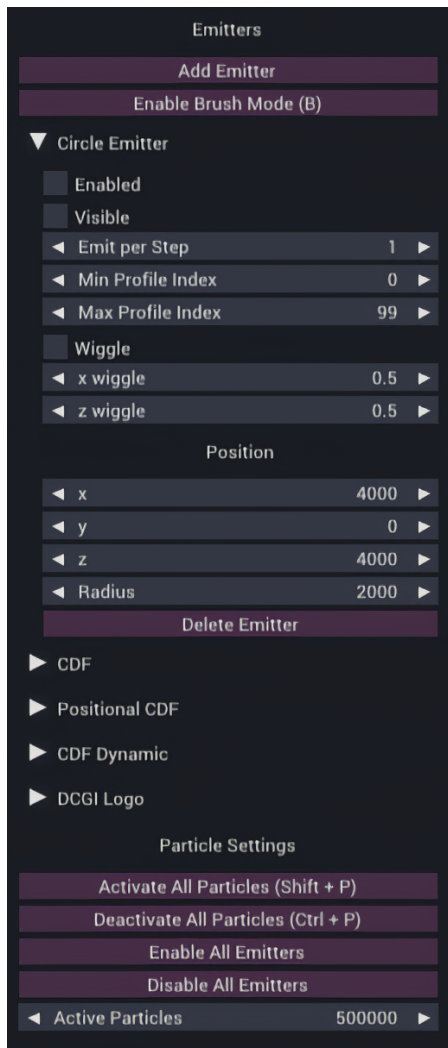 Emitters
Add Emitter
Enable Brush Mode (B)
Circle Emitter
Enabled
Visible
Emit per Step 1
Min Profile Index 0
Max Profile Index 99
Wiggle
x wiggle 0.5
z wiggle 0.5
Position
x 4000
y 0
z 4000
Radius 2000
Delete Emitter
CDF
Positional CDF
CDF Dynamic
DCGI Logo
Particle Settings
Activate All Particles (Shift + P)
Deactivate All Particles (Ctrl + P)
Enable All Emitters
Disable All Emitters
Active Particles 500000